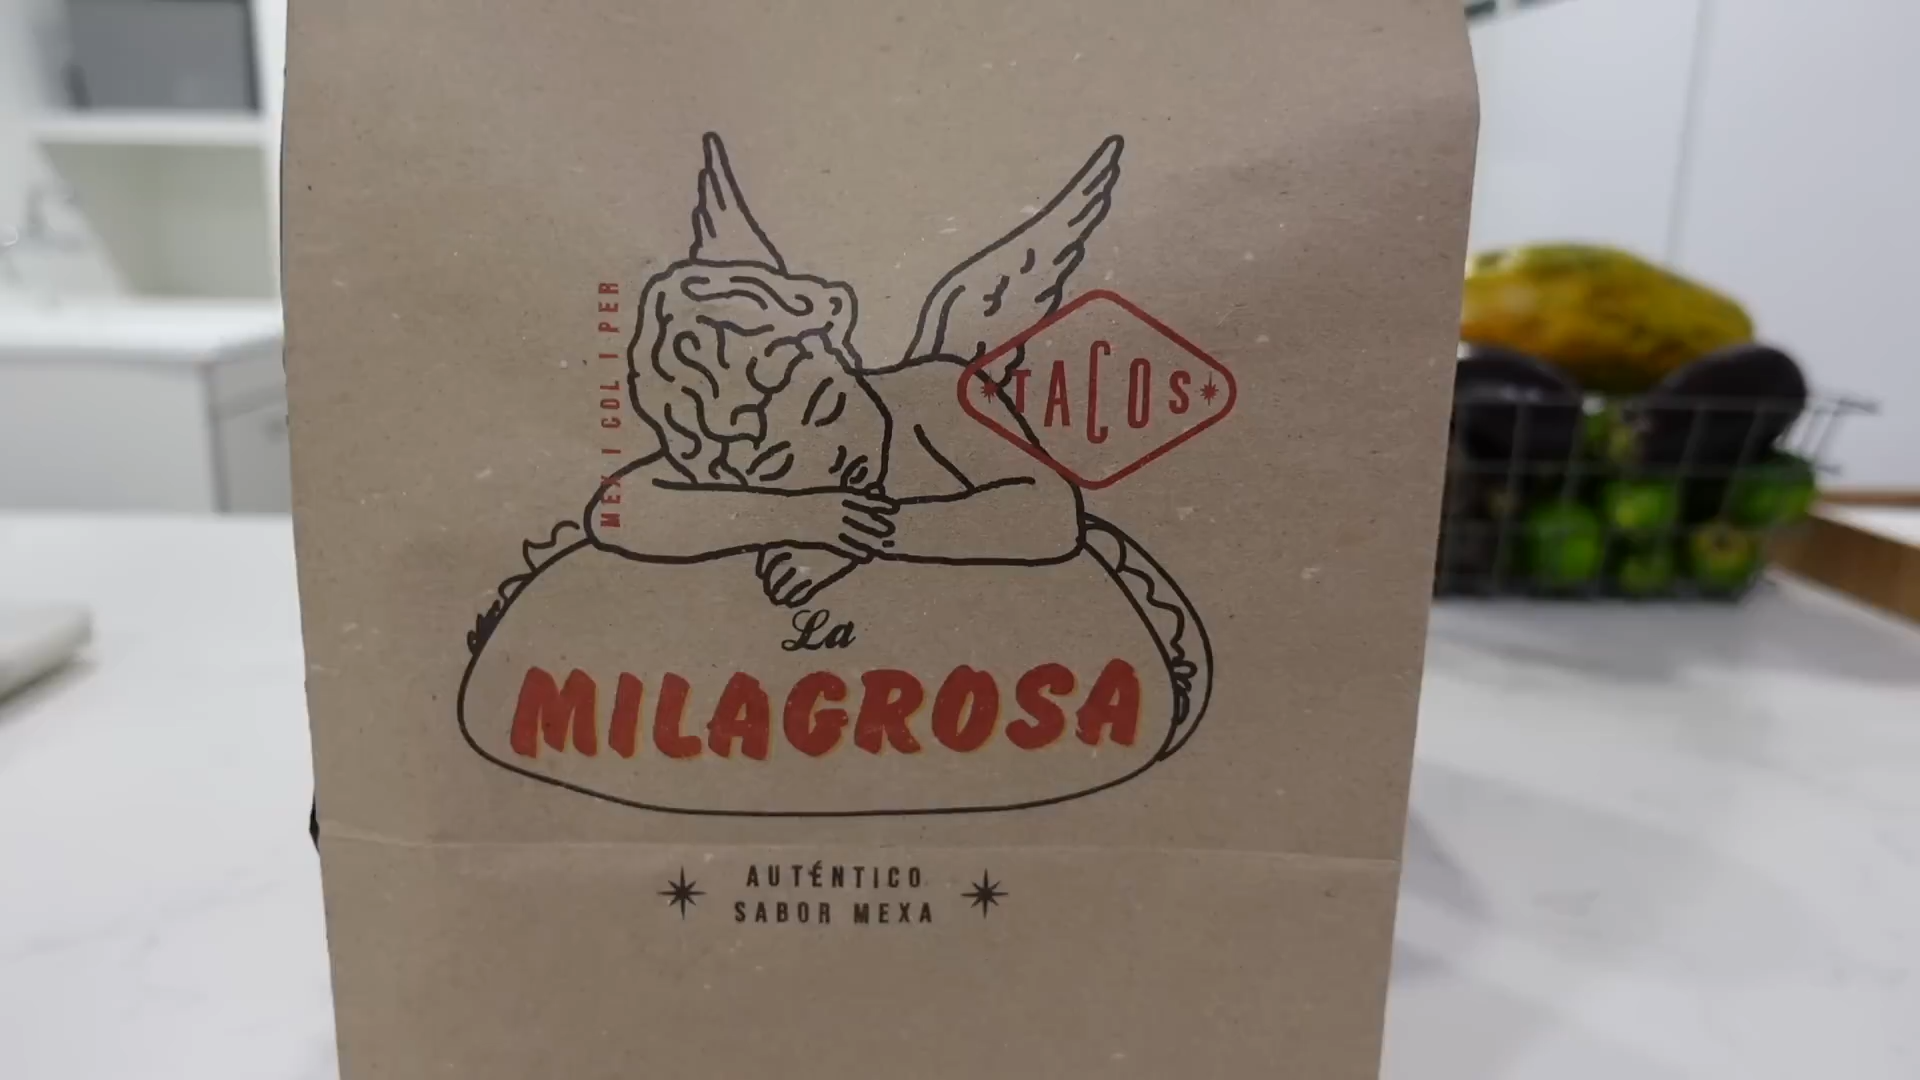 MEX I COL I PER
TACOS
La
MILAGROSA
AUTÉNTICO
SABOR MEXA